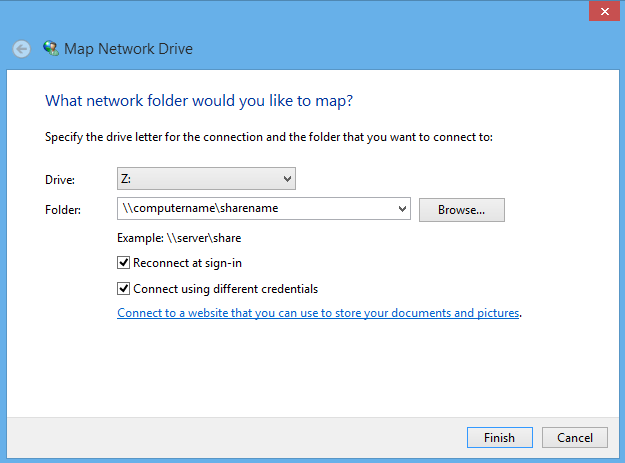 Map Network Drive
What network folder would you like to map?
Specify the drive letter for the connection and the folder that you want to connect to:
Drive: Z:
Folder: \\computername\sharename Browse...
Example: \\server\share
Reconnect at sign-in
Connect using different credentials
Connect to a website that you can use to store your documents and pictures.
Finish Cancel